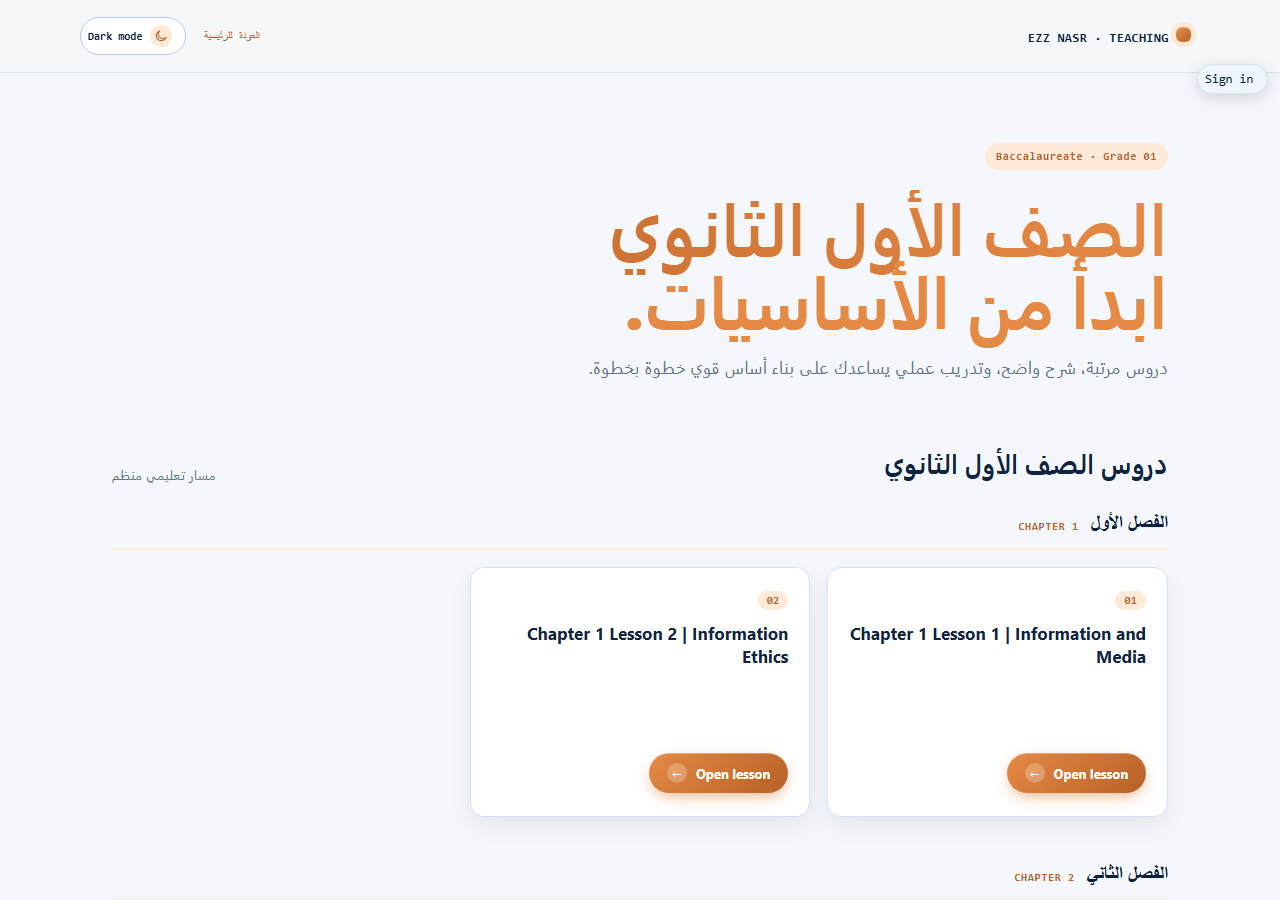 EZZ NASR · TEACHING
العودة للرئيسية
Dark mode
Sign in
Baccalaureate · Grade 01
الصف الأول الثانوي
ابدأ من الأساسيات.
دروس مرتبة، شرح واضح، وتدريب عملي يساعدك على بناء أساس قوي خطوة بخطوة.
دروس الصف الأول الثانوي
مسار تعليمي منظم
الفصل الأول CHAPTER 1
01
Chapter 1 Lesson 1 | Information and
Media
Open lesson ←
02
Chapter 1 Lesson 2 | Information
Ethics
Open lesson ←
الفصل الثاني CHAPTER 2